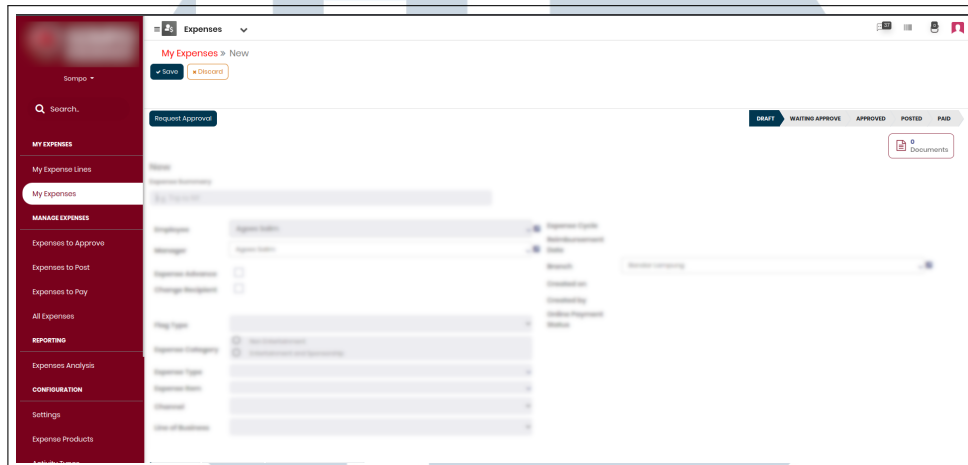 Expenses
37
My Expenses » New
Save Discard
Sompo
Search..
Request Approval
DRAFT WAITING APPROVE APPROVED POSTED PAID
0
Documents
MY EXPENSES
My Expense Lines
My Expenses
MANAGE EXPENSES
Expenses to Approve
Expenses to Post
Expenses to Pay
All Expenses
REPORTING
Expenses Analysis
CONFIGURATION
Settings
Expense Products
New
Expense Summary
Employee
Manager
Expense Advance
Change Recipient
Flag Type
Expense Category
Expense Type
Expense Item
Channel
Line of Business
Expense Cycle
Reimbursement
Date
Branch
Created on
Created by
Online Payment
Status